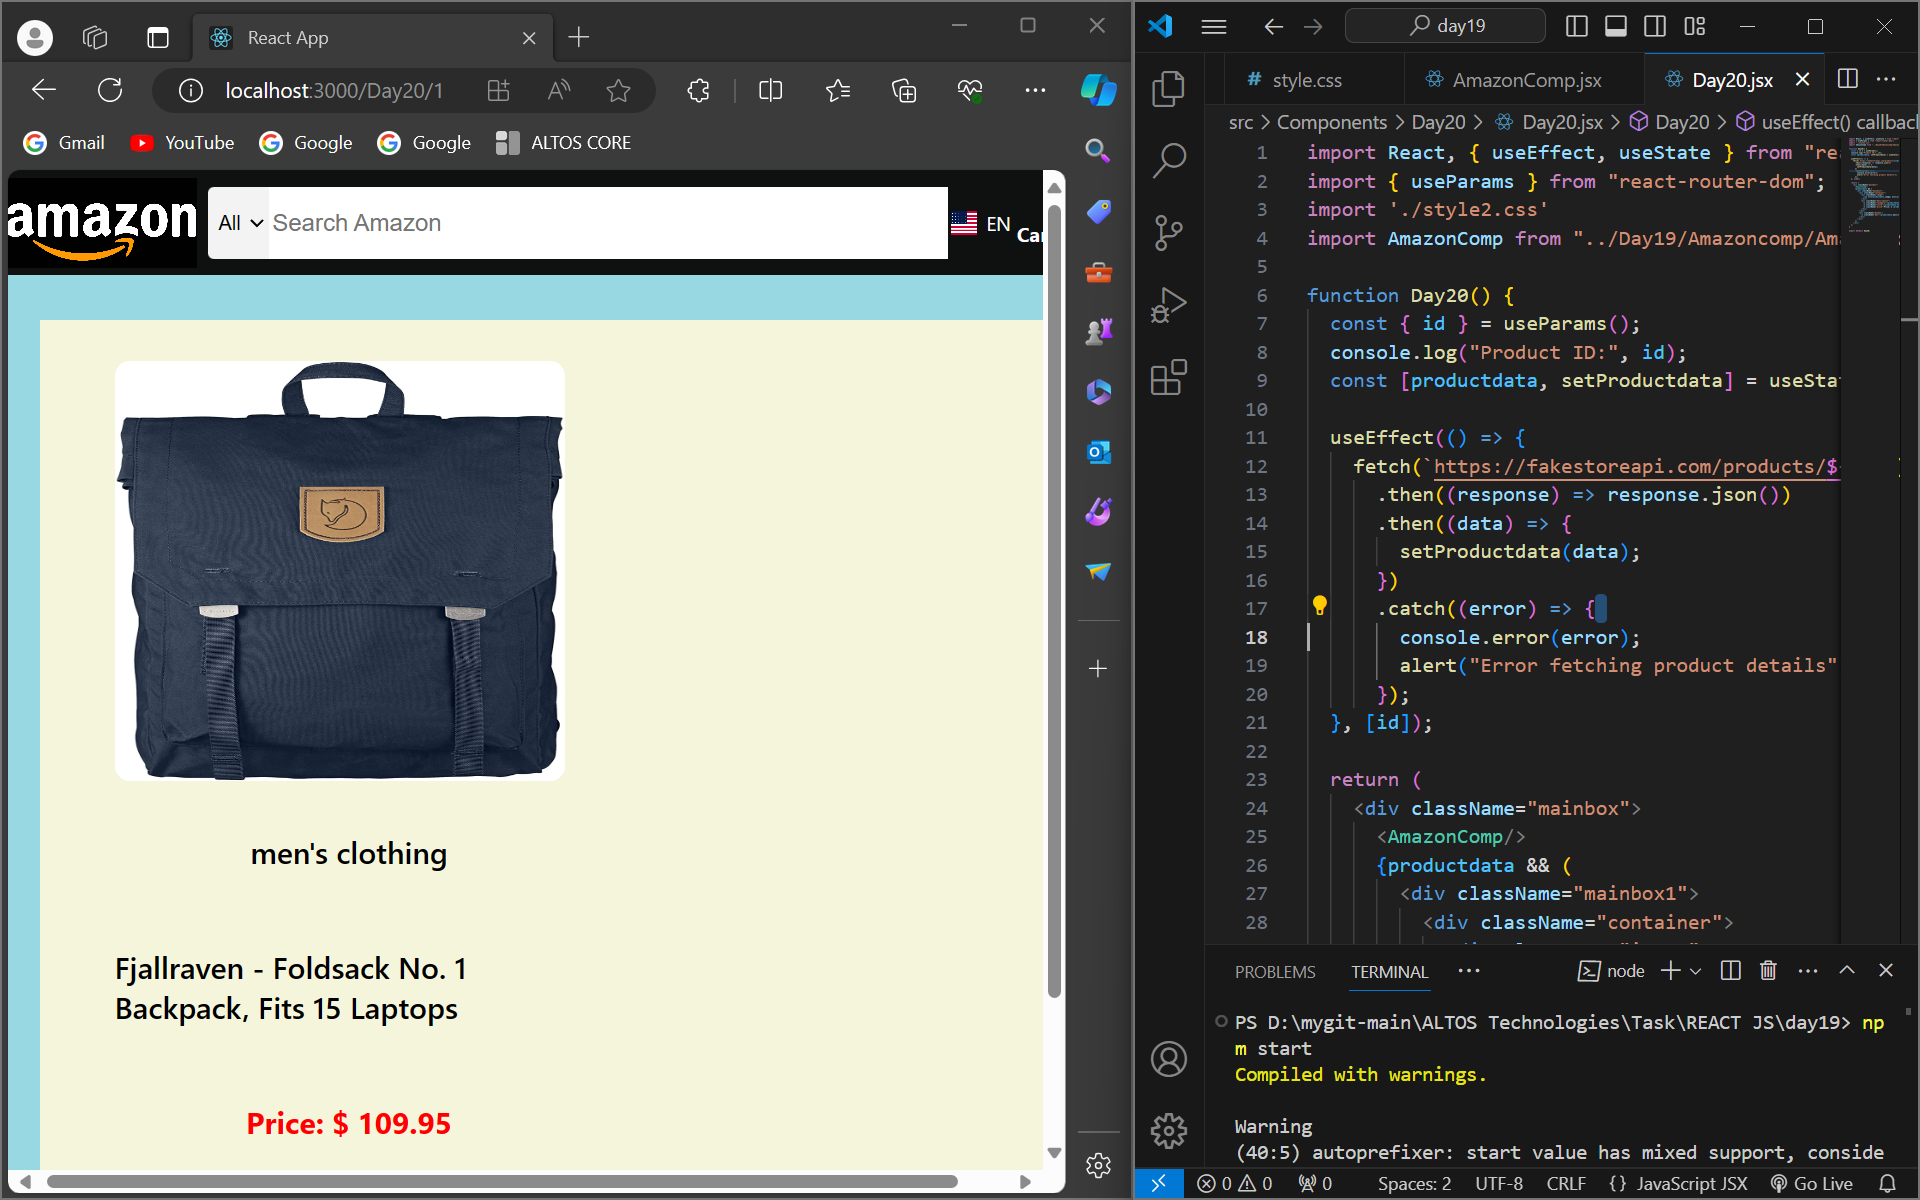 React App
localhost:3000/Day20/1
Gmail
YouTube
Google
Google
ALTOS CORE
amazon
All
Search Amazon
EN
men's clothing
Fjallraven - Foldsack No. 1
Backpack, Fits 15 Laptops
Price: $ 109.95
day19
# style.css
AmazonComp.jsx
Day20.jsx
src > Components > Day20 > Day20.jsx > Day20 > useEffect() callback
1 import React, { useEffect, useState } from "re
2 import { useParams } from "react-router-dom";
3 import './style2.css'
4 import AmazonComp from "../Day19/Amazoncomp/Am
5
6 function Day20() {
7 const { id } = useParams();
8 console.log("Product ID:", id);
9 const [productdata, setProductdata] = useSta
10
11 useEffect(() => {
12 fetch(`https://fakestoreapi.com/products/$
13 .then((response) => response.json())
14 .then((data) => {
15 setProductdata(data);
16 })
17 .catch((error) => {
18 console.error(error);
19 alert("Error fetching product details"
20 });
21 }, [id]);
22
23 return (
24 <div className="mainbox">
25 <AmazonComp/>
26 {productdata && (
27 <div className="mainbox1">
28 <div className="container">
PROBLEMS
TERMINAL
node
PS D:\mygit-main\ALTOS Technologies\Task\REACT JS\day19> np
m start
Compiled with warnings.
Warning
(40:5) autoprefixer: start value has mixed support, conside
0 0 0 Spaces: 2 UTF-8 CRLF {} JavaScript JSX Go Live